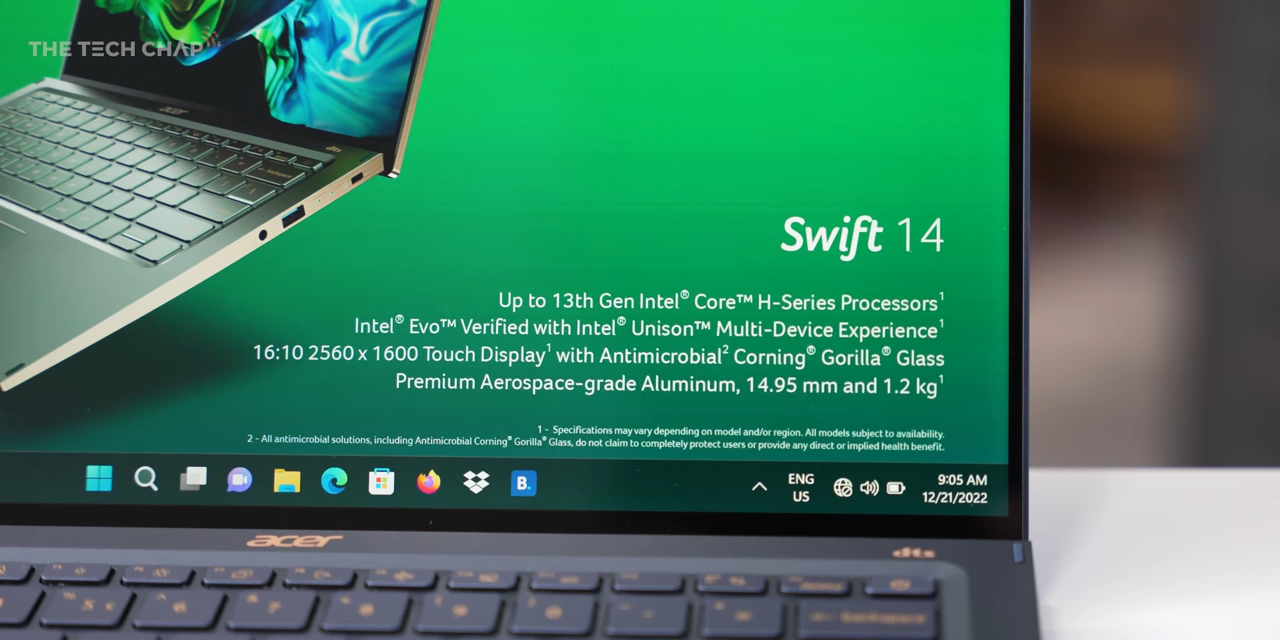 THE TECH CHAP
acer
dts
Swift 14
Up to 13th Gen Intel® Core™ H-Series Processors¹
Intel® Evo™ Verified with Intel® Unison™ Multi-Device Experience¹
16:10 2560 x 1600 Touch Display¹ with Antimicrobial² Corning® Gorilla® Glass
Premium Aerospace-grade Aluminum, 14.95 mm and 1.2 kg¹
1 - Specifications may vary depending on model and/or region. All models subject to availability.
2 - All antimicrobial solutions, including Antimicrobial Corning® Gorilla® Glass, do not claim to completely protect users or provide any direct or implied health benefit.
B.
ENG
US
9:05 AM
12/21/2022
acer
dts
backspace